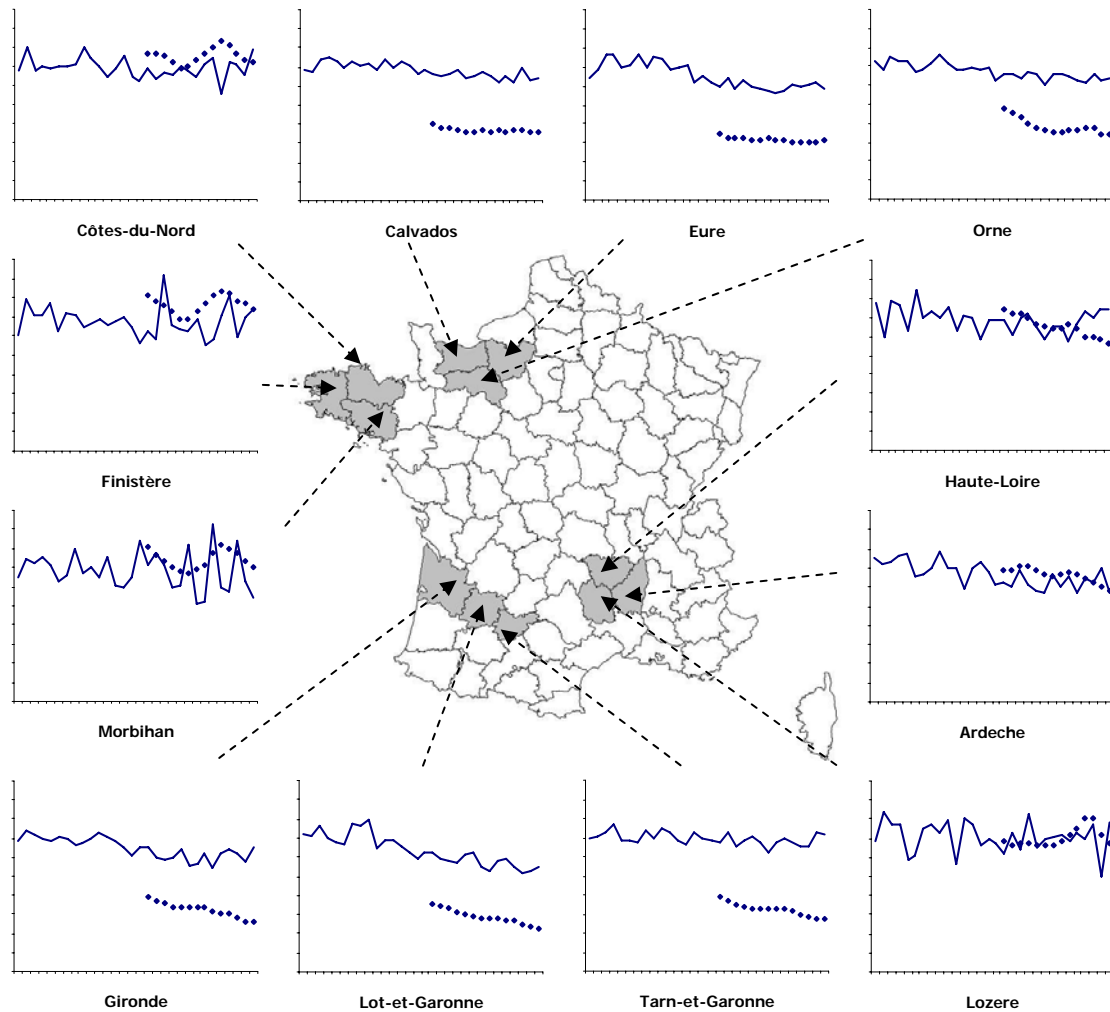 Côtes-du-Nord
Calvados
Eure
Orne
Finistère
Haute-Loire
Morbihan
Ardeche
Gironde
Lot-et-Garonne
Tarn-et-Garonne
Lozere